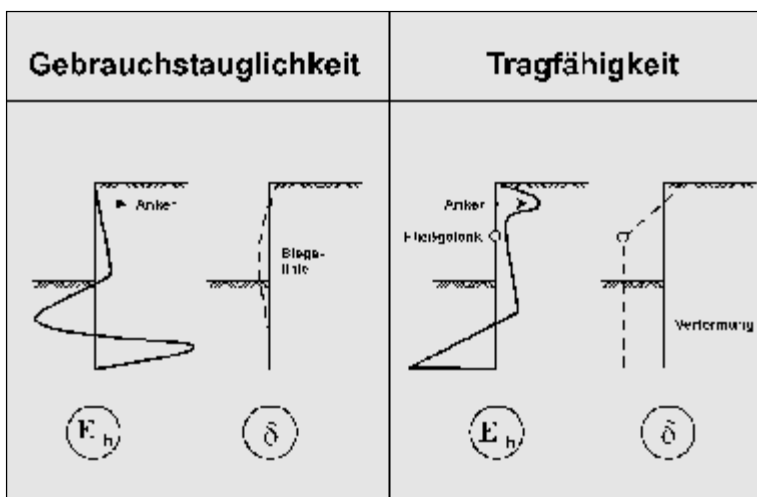 Gebrauchstauglichkeit
Tragfähigkeit
Anker
Biege-
linie
Anker
Fließgelenk
Verformung
E h
δ
E h
δ